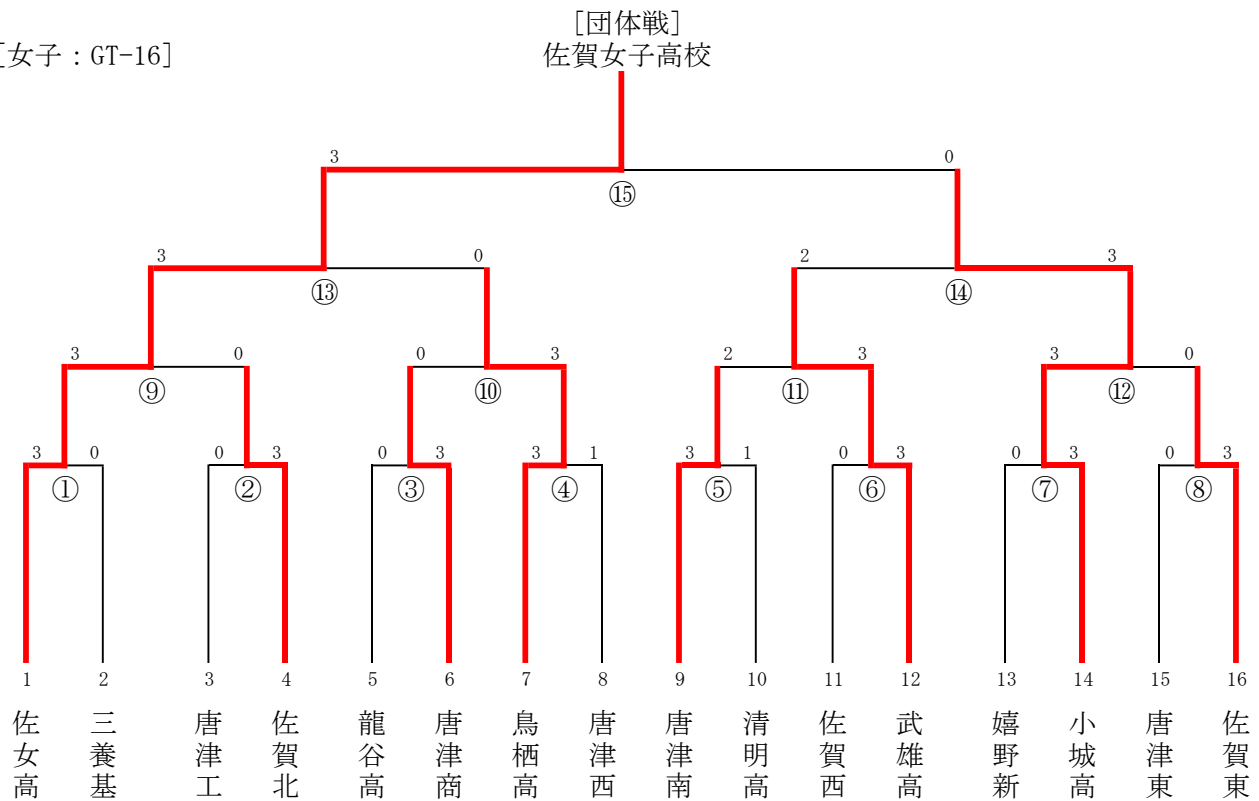 [団体戦]
[女子：GT-16]
佐賀女子高校
3 0
⑮
3 0 2 3
⑬ ⑭
3 0 0 3 2 3 3 0
⑨ ⑩ ⑪ ⑫
3 0 0 3 0 3 3 1 3 1 0 3 0 3 0 3
① ② ③ ④ ⑤ ⑥ ⑦ ⑧
1 2 3 4 5 6 7 8 9 10 11 12 13 14 15 16
佐女高
三養基
唐津工
佐賀北
龍谷高
唐津商
鳥栖高
唐津西
唐津南
清明高
佐賀西
武雄高
嬉野新
小城高
唐津東
佐賀東